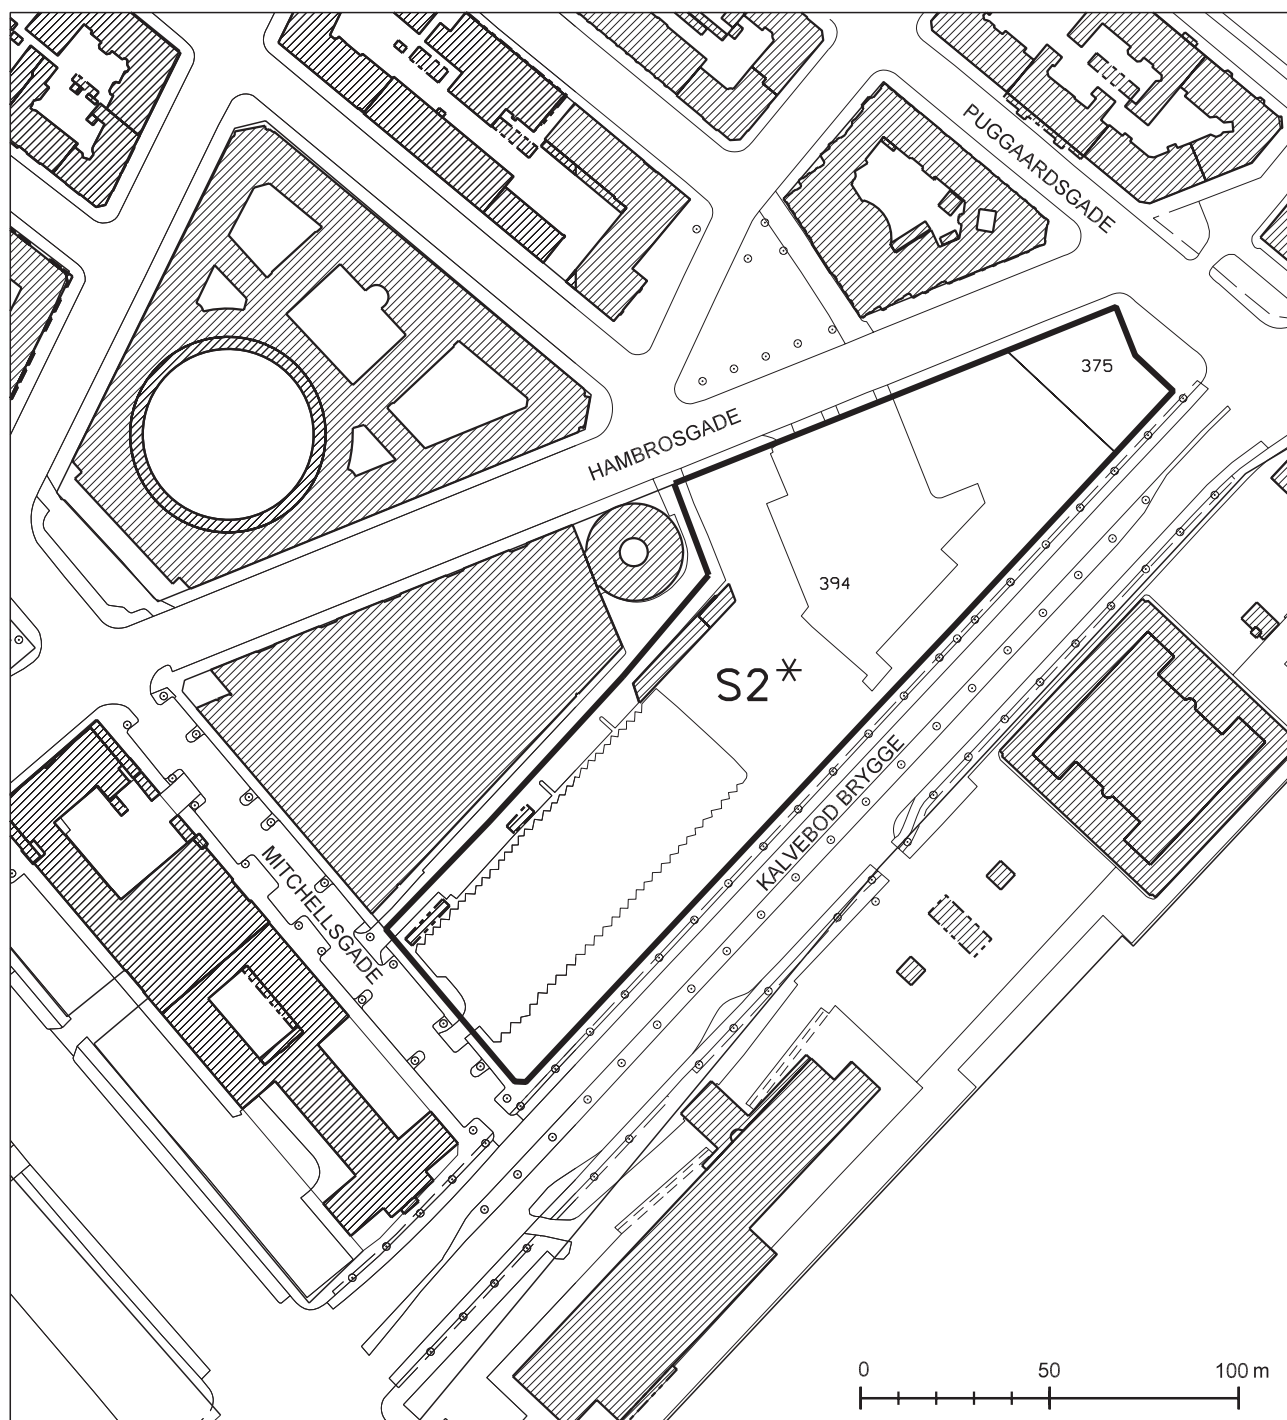 PUGGAARDSGADE
375
HAMBROSGADE
394
S2*
KALVEBOD BRYGGE
MITCHELLSGADE
0 50 100 m